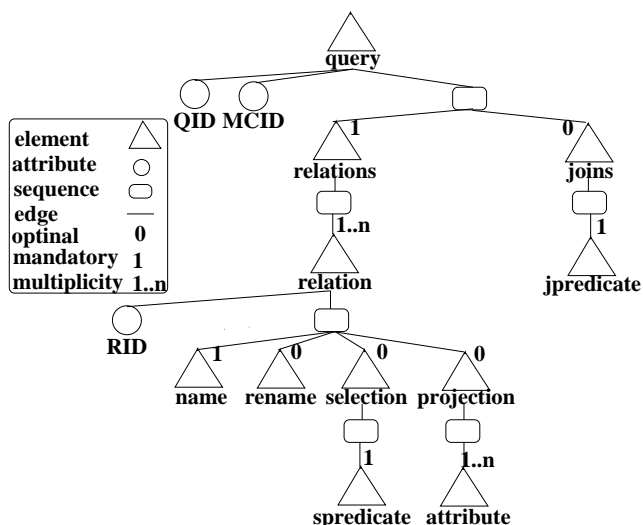 query
QID MCID
element
attribute
sequence
edge
optinal 0
mandatory 1
multiplicity 1..n
1 0
relations joins
1..n 1
relation jpredicate
RID
1 0 0 0
name rename selection projection
1 1..n
spredicate attribute